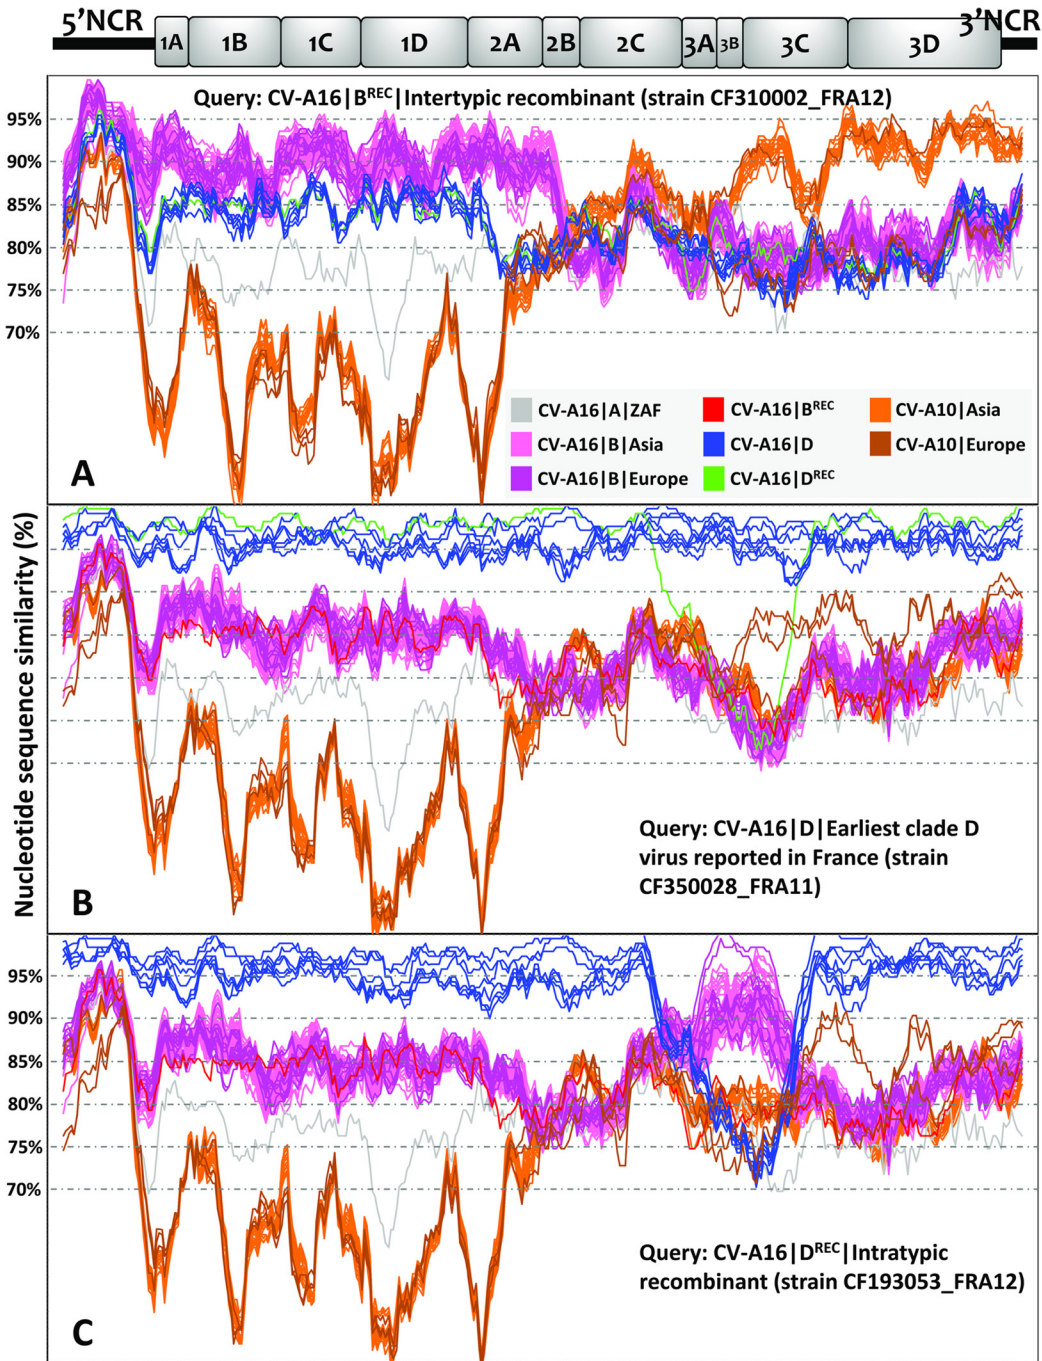 5'NCR 1A 1B 1C 1D 2A 2B 2C 3A 3B 3C 3D 3'NCR
Query: CV-A16|B^REC|Intertypic recombinant (strain CF310002_FRA12)
95%
90%
85%
80%
75%
70%
CV-A16|A|ZAF
CV-A16|B|Asia
CV-A16|B|Europe
CV-A16|B^REC
CV-A16|D
CV-A16|D^REC
CV-A10|Asia
CV-A10|Europe
A
Nucleotide sequence similarity (%)
Query: CV-A16|D|Earliest clade D
virus reported in France (strain
CF350028_FRA11)
B
95%
90%
85%
80%
75%
70%
Query: CV-A16|D^REC|Intratypic
recombinant (strain CF193053_FRA12)
C